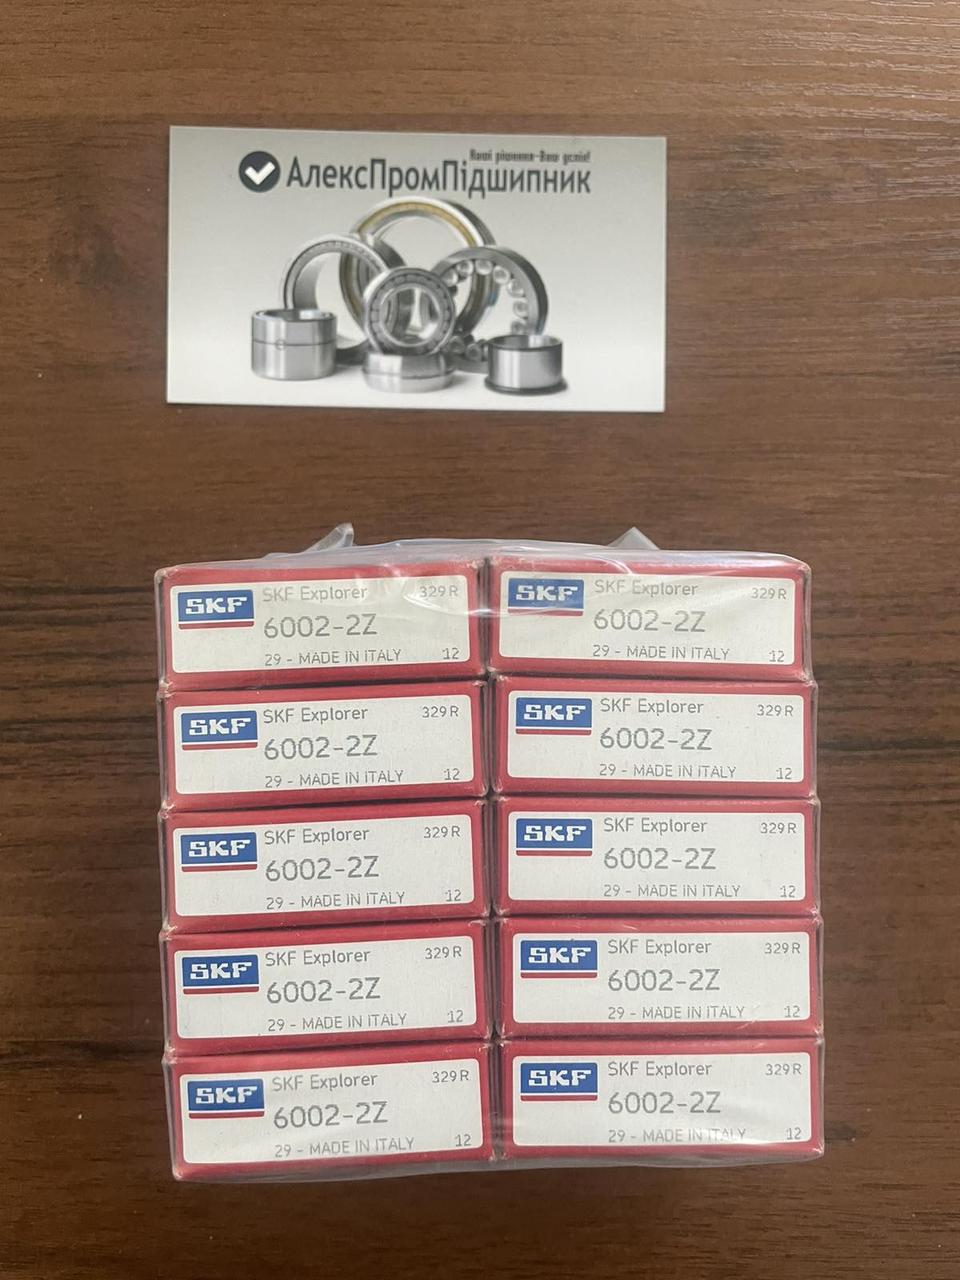 Наші рішення-Ваш успіх!
АлексПромПідшипник
SKF SKF Explorer 329 R
6002-2Z
29 - MADE IN ITALY 12
SKF SKF Explorer 329 R
6002-2Z
29 - MADE IN ITALY 12
SKF SKF Explorer 329 R
6002-2Z
29 - MADE IN ITALY 12
SKF SKF Explorer 329 R
6002-2Z
29 - MADE IN ITALY 12
SKF SKF Explorer 329 R
6002-2Z
29 - MADE IN ITALY 12
SKF SKF Explorer 329 R
6002-2Z
29 - MADE IN ITALY 12
SKF SKF Explorer 329 R
6002-2Z
29 - MADE IN ITALY 12
SKF SKF Explorer 329 R
6002-2Z
29 - MADE IN ITALY 12
SKF SKF Explorer 329 R
6002-2Z
29 - MADE IN ITALY 12
SKF SKF Explorer 329 R
6002-2Z
29 - MADE IN ITALY 12